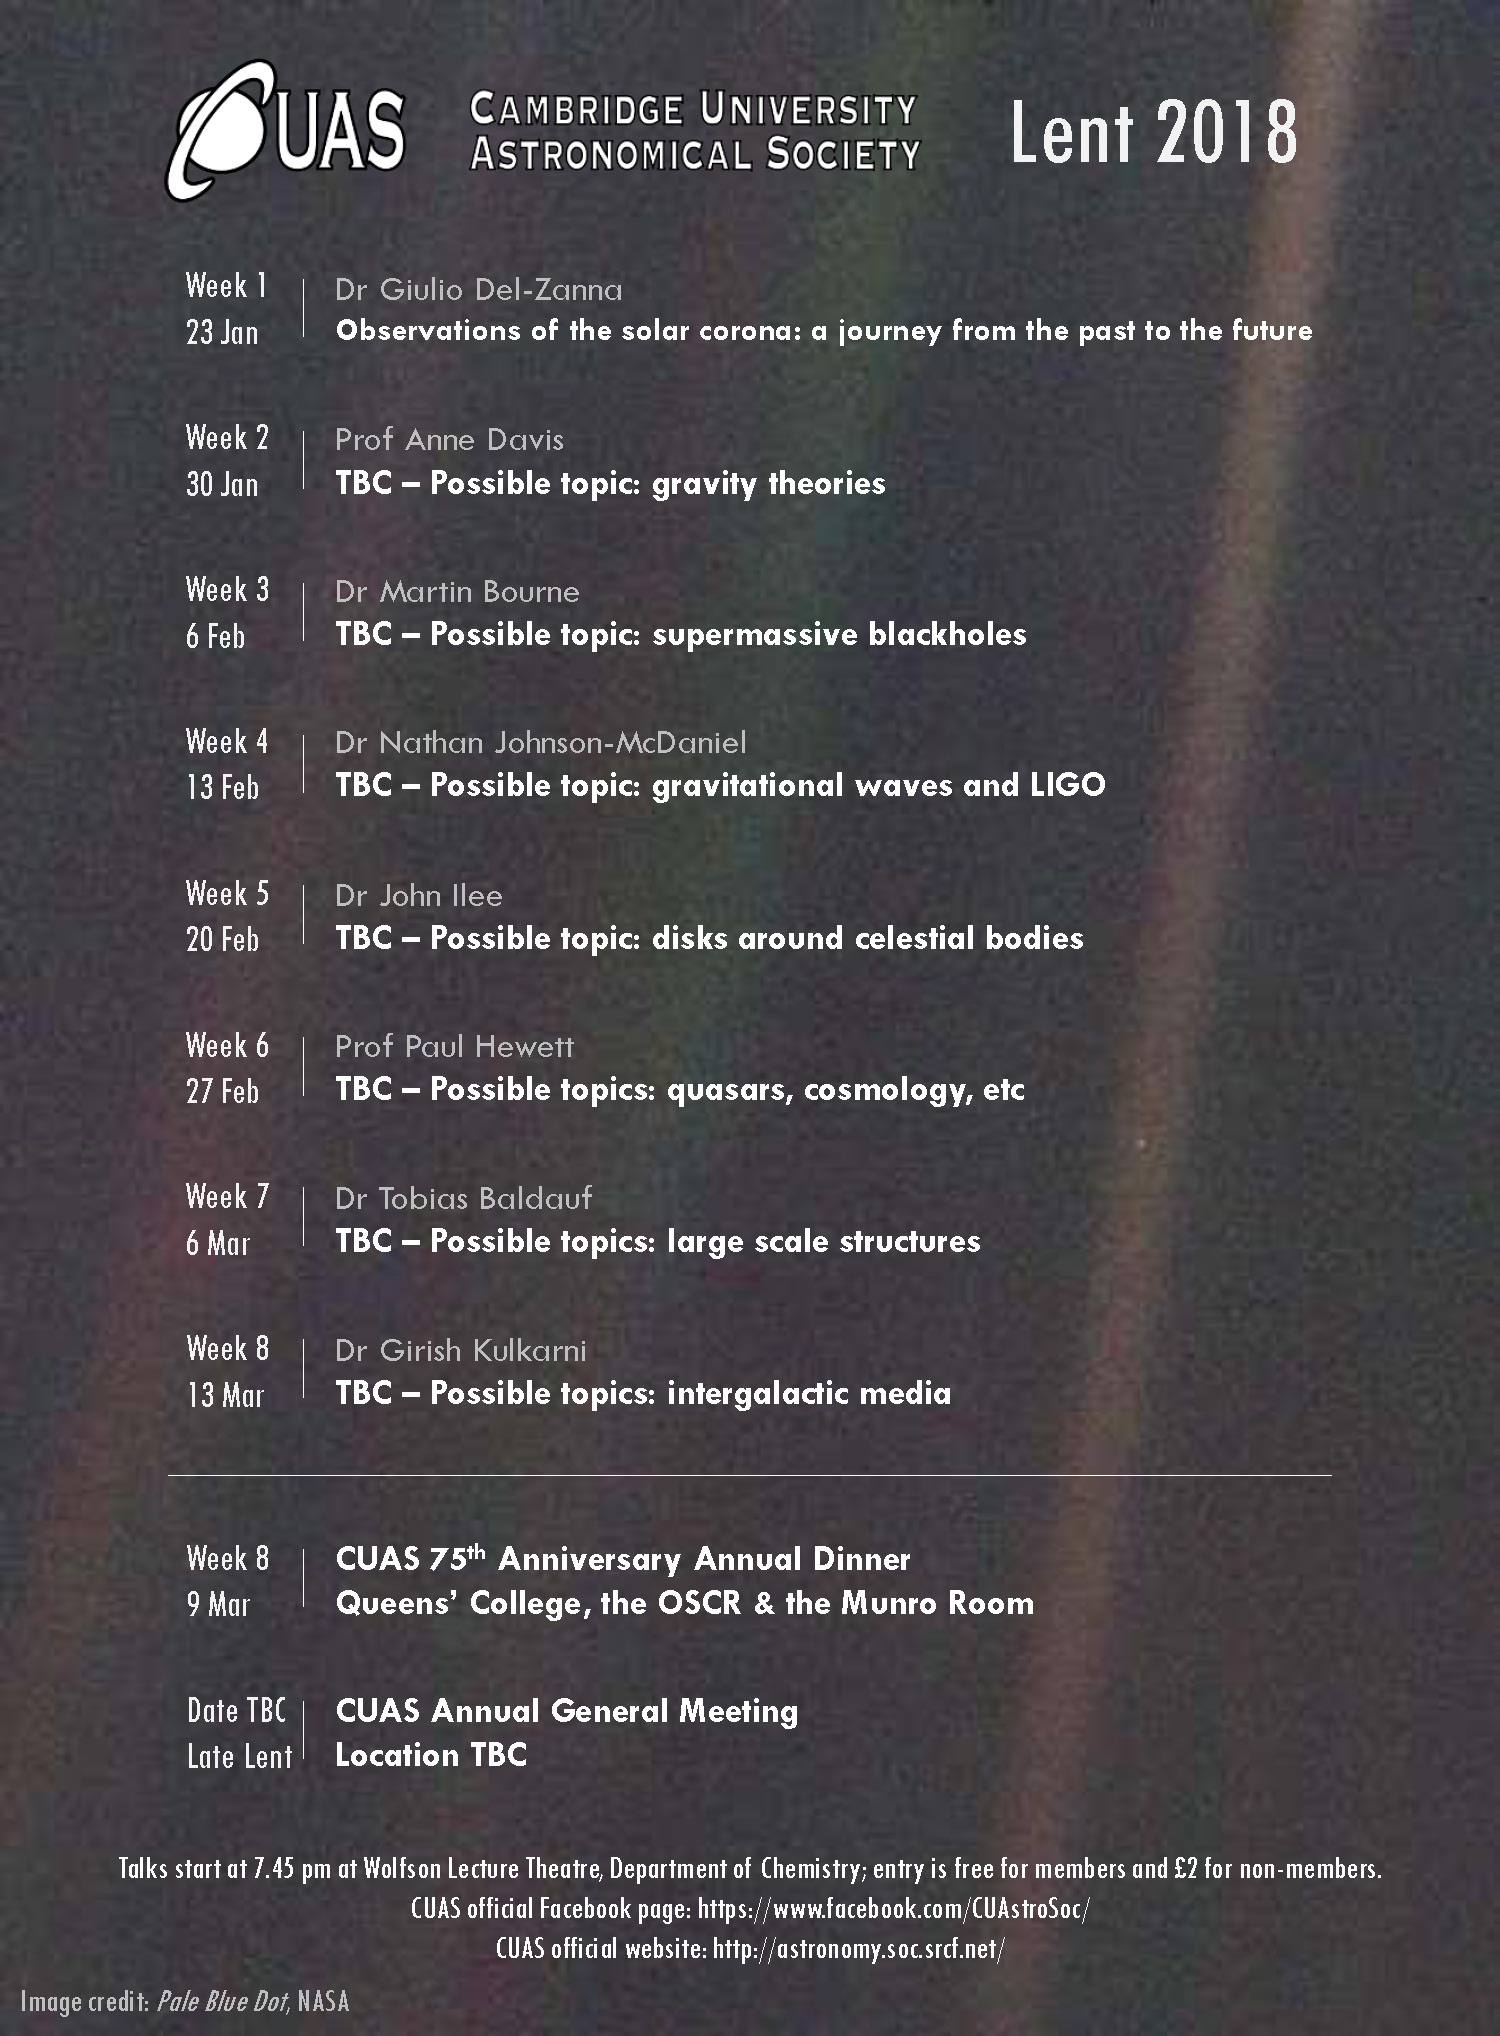 CUAS
CAMBRIDGE UNIVERSITY
ASTRONOMICAL SOCIETY
Lent 2018
Week 1
23 Jan
Dr Giulio Del-Zanna
Observations of the solar corona: a journey from the past to the future
Week 2
30 Jan
Prof Anne Davis
TBC – Possible topic: gravity theories
Week 3
6 Feb
Dr Martin Bourne
TBC – Possible topic: supermassive blackholes
Week 4
13 Feb
Dr Nathan Johnson-McDaniel
TBC – Possible topic: gravitational waves and LIGO
Week 5
20 Feb
Dr John Ilee
TBC – Possible topic: disks around celestial bodies
Week 6
27 Feb
Prof Paul Hewett
TBC – Possible topics: quasars, cosmology, etc
Week 7
6 Mar
Dr Tobias Baldauf
TBC – Possible topics: large scale structures
Week 8
13 Mar
Dr Girish Kulkarni
TBC – Possible topics: intergalactic media
Week 8
9 Mar
CUAS 75th Anniversary Annual Dinner
Queens’ College, the OSCR & the Munro Room
Date TBC
Late Lent
CUAS Annual General Meeting
Location TBC
Talks start at 7.45 pm at Wolfson Lecture Theatre, Department of Chemistry; entry is free for members and £2 for non-members.
CUAS official Facebook page: https://www.facebook.com/CUAstroSoc/
CUAS official website: http://astronomy.soc.srcf.net/
Image credit: Pale Blue Dot, NASA